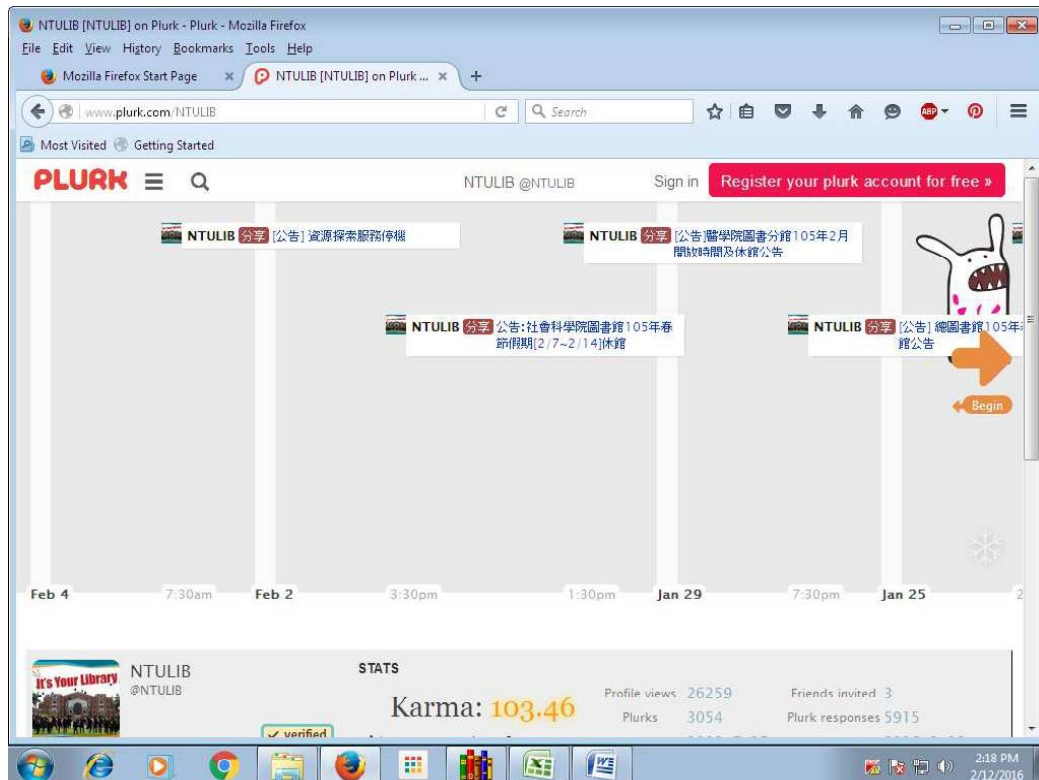 NTULIB [NTULIB] on Plurk - Plurk - Mozilla Firefox
File Edit View History Bookmarks Tools Help
Mozilla Firefox Start Page
NTULIB [NTULIB] on Plurk ...
www.plurk.com/NTULIB
Search
ABP
Most Visited Getting Started
PLURK
NTULIB @NTULIB
Sign in
Register your plurk account for free »
NTULIB 分享 [公告] 資源探索服務停機
NTULIB 分享 [公告]醫學院圖書分館105年2月
開放時間及休館公告
NTULIB 分享 公告:社會科學院圖書館105年春
節假期[2/7~2/14]休館
NTULIB 分享 [公告] 總圖書館105年
館公告
Begin
Feb 4 7:30am Feb 2 3:30pm 1:30pm Jan 29 7:30pm Jan 25 2
It's Your Library
NTULIB
@NTULIB
verified
STATS
Karma: 103.46
Profile views 26259 Friends invited 3
Plurks 3054 Plurk responses 5915
2:18 PM
2/12/2016